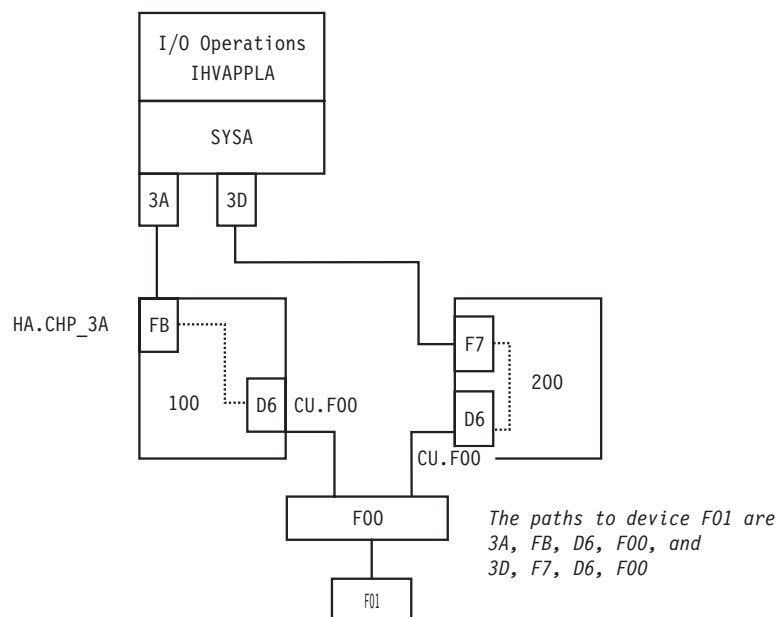 I/O Operations
IHVAPPLA
SYSA
3A
3D
HA.CHP_3A
FB
F7
100
D6
CU.F00
200
D6
CU.F00
F00
The paths to device F01 are
3A, FB, D6, F00, and
3D, F7, D6, F00
F01